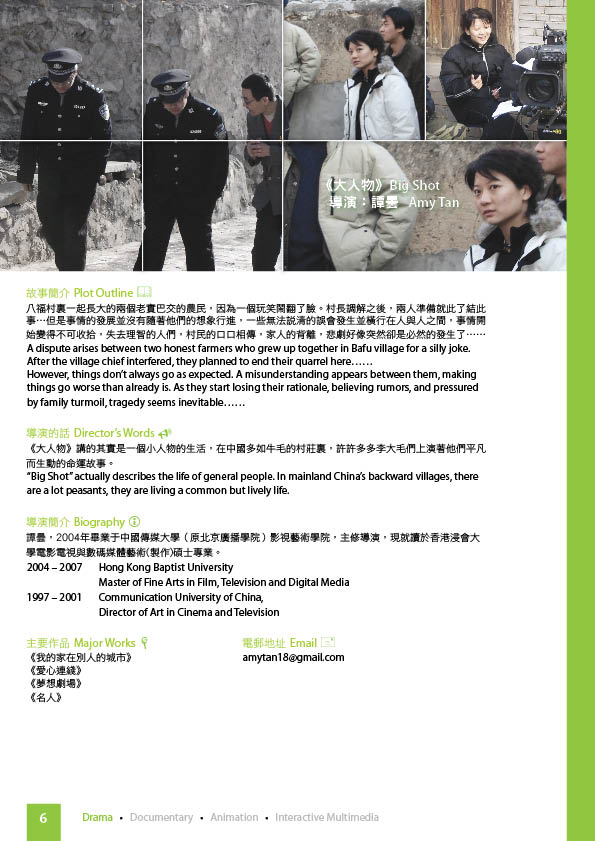 《大人物》Big Shot
導演：譚曇 Amy Tan
故事簡介 Plot Outline
八福村裏一起長大的兩個老實巴交的農民，因為一個玩笑鬧翻了臉。村長調解之後，兩人準備就此了結此
事…但是事情的發展並沒有隨著他們的想象行進，一些無法說清的誤會發生並橫行在人與人之間，事情開
始變得不可收拾，失去理智的人們，村民的口口相傳，家人的背離，悲劇好像突然卻是必然的發生了……
A dispute arises between two honest farmers who grew up together in Bafu village for a silly joke.
After the village chief interfered, they planned to end their quarrel here……
However, things don’t always go as expected. A misunderstanding appears between them, making
things go worse than already is. As they start losing their rationale, believing rumors, and pressured
by family turmoil, tragedy seems inevitable……
導演的話 Director’s Words
《大人物》講的其實是一個小人物的生活，在中國多如牛毛的村莊裏，許許多多李大毛們上演著他們平凡
而生動的命運故事。
“Big Shot” actually describes the life of general people. In mainland China’s backward villages, there
are a lot peasants, they are living a common but lively life.
導演簡介 Biography
譚曇，2004年畢業于中國傳媒大學（原北京廣播學院）影視藝術學院，主修導演，現就讀於香港浸會大
學電影電視與數碼媒體藝術(製作)碩士專業。
2004 – 2007 Hong Kong Baptist University
Master of Fine Arts in Film, Television and Digital Media
1997 – 2001 Communication University of China,
Director of Art in Cinema and Television
主要作品 Major Works
《我的家在別人的城市》
《愛心連綫》
《夢想劇場》
《名人》
電郵地址 Email
amytan18@gmail.com
6 Drama • Documentary • Animation • Interactive Multimedia